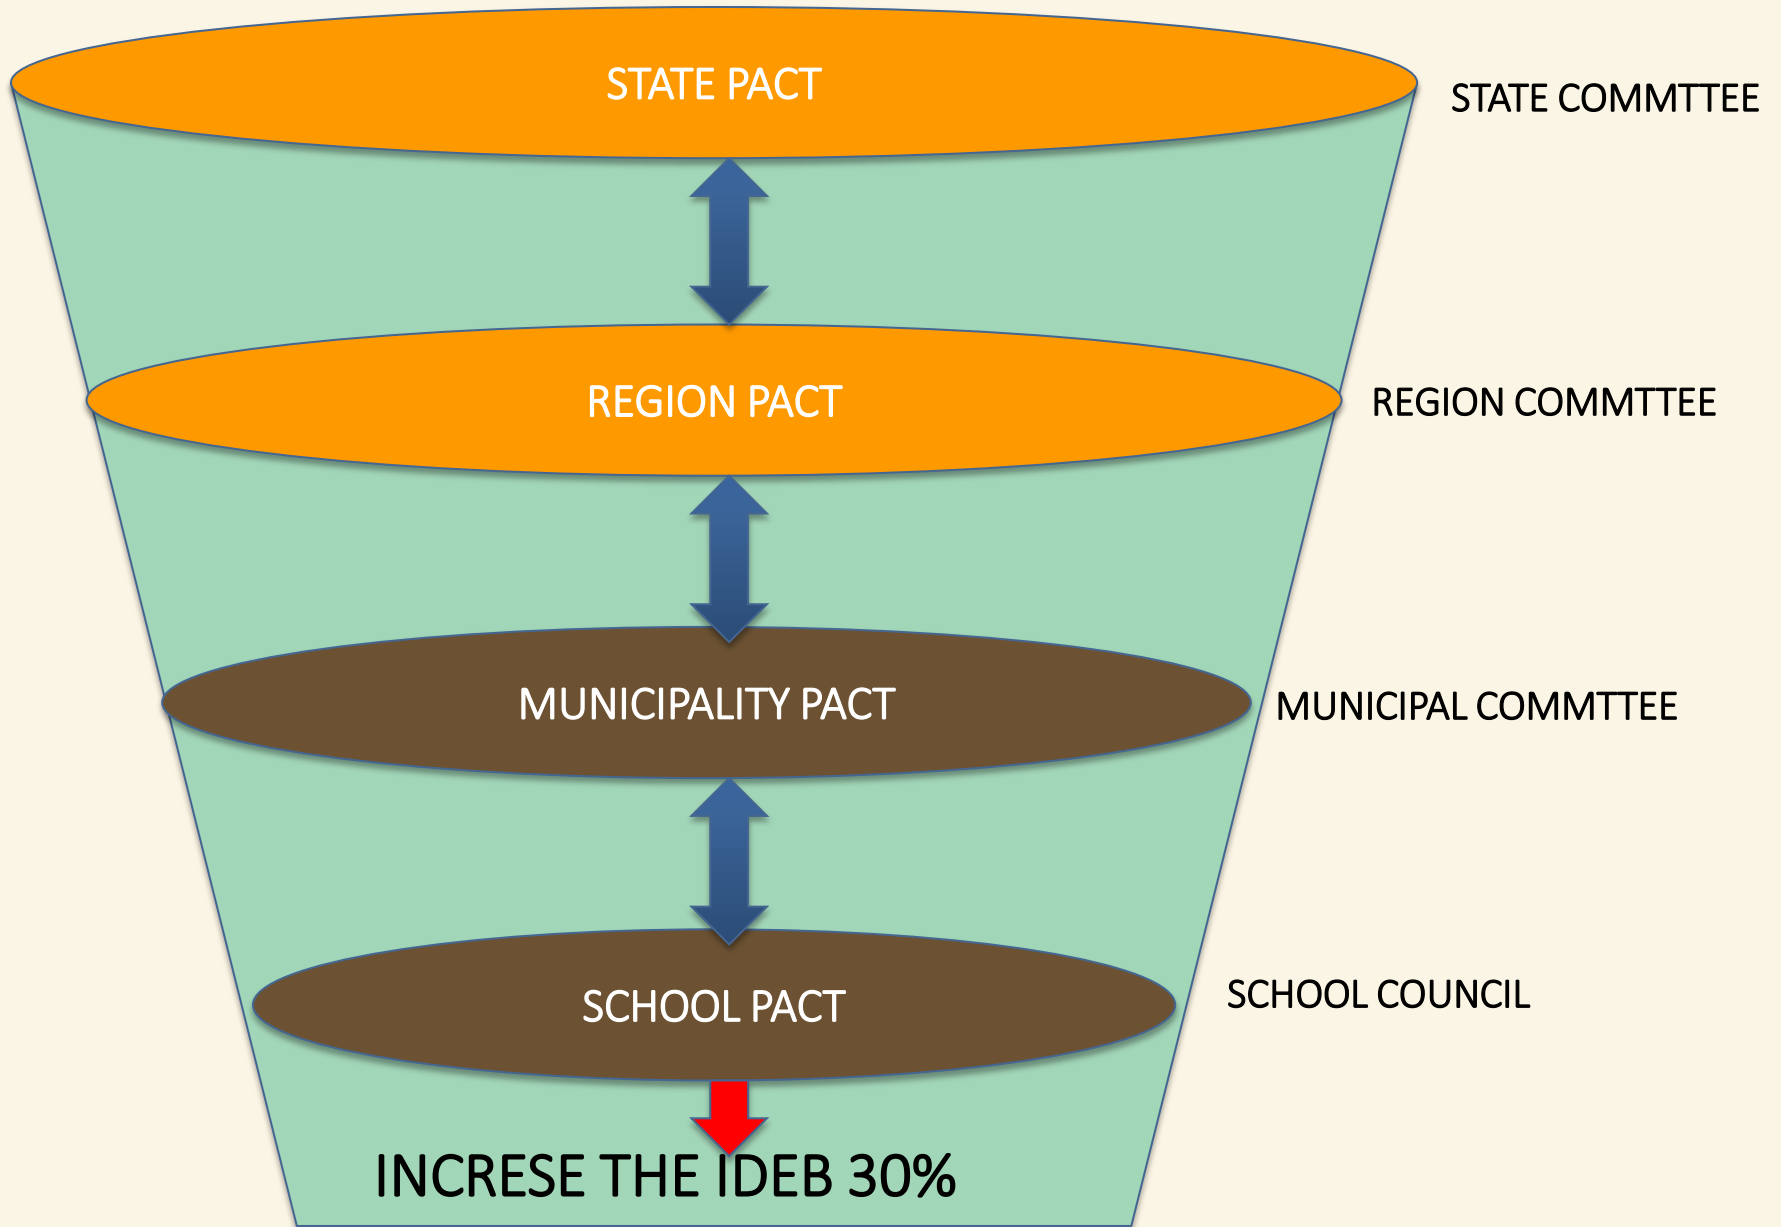 STATE PACT
STATE COMMTTEE
REGION PACT
REGION COMMTTEE
MUNICIPALITY PACT
MUNICIPAL COMMTTEE
SCHOOL PACT
SCHOOL COUNCIL
INCRESE THE IDEB 30%